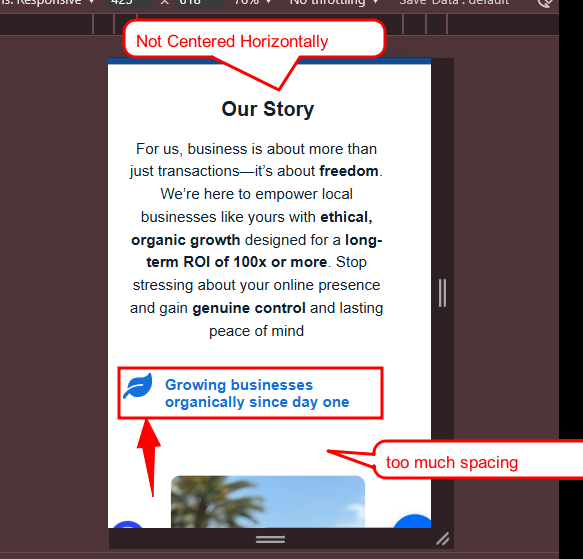 ns: Responsive ▼ 425 × 818 70% ▼ No throttling ▼ Save-Data: default
Not Centered Horizontally
Our Story
For us, business is about more than
just transactions—it’s about freedom.
We’re here to empower local
businesses like yours with ethical,
organic growth designed for a long-
term ROI of 100x or more. Stop
stressing about your online presence
and gain genuine control and lasting
peace of mind
Growing businesses
organically since day one
too much spacing